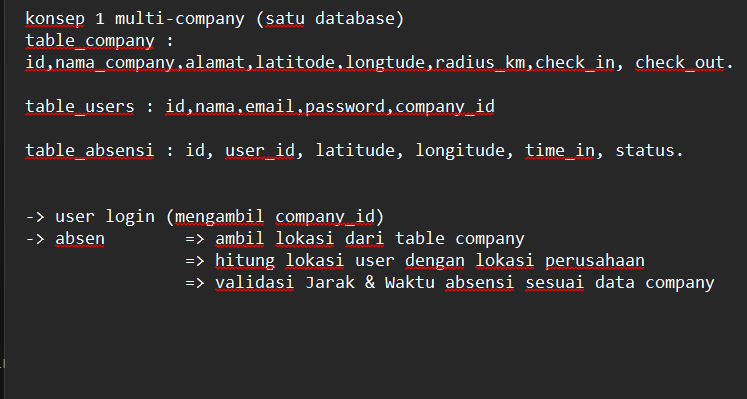 konsep 1 multi-company (satu database)
table_company :
id,nama_company,alamat,latitode,longtude,radius_km,check_in, check_out.
table_users : id,nama,email,password,company_id
table_absensi : id, user_id, latitude, longitude, time_in, status.
-> user login (mengambil company_id)
-> absen => ambil lokasi dari table company
=> hitung lokasi user dengan lokasi perusahaan
=> validasi Jarak & Waktu absensi sesuai data company